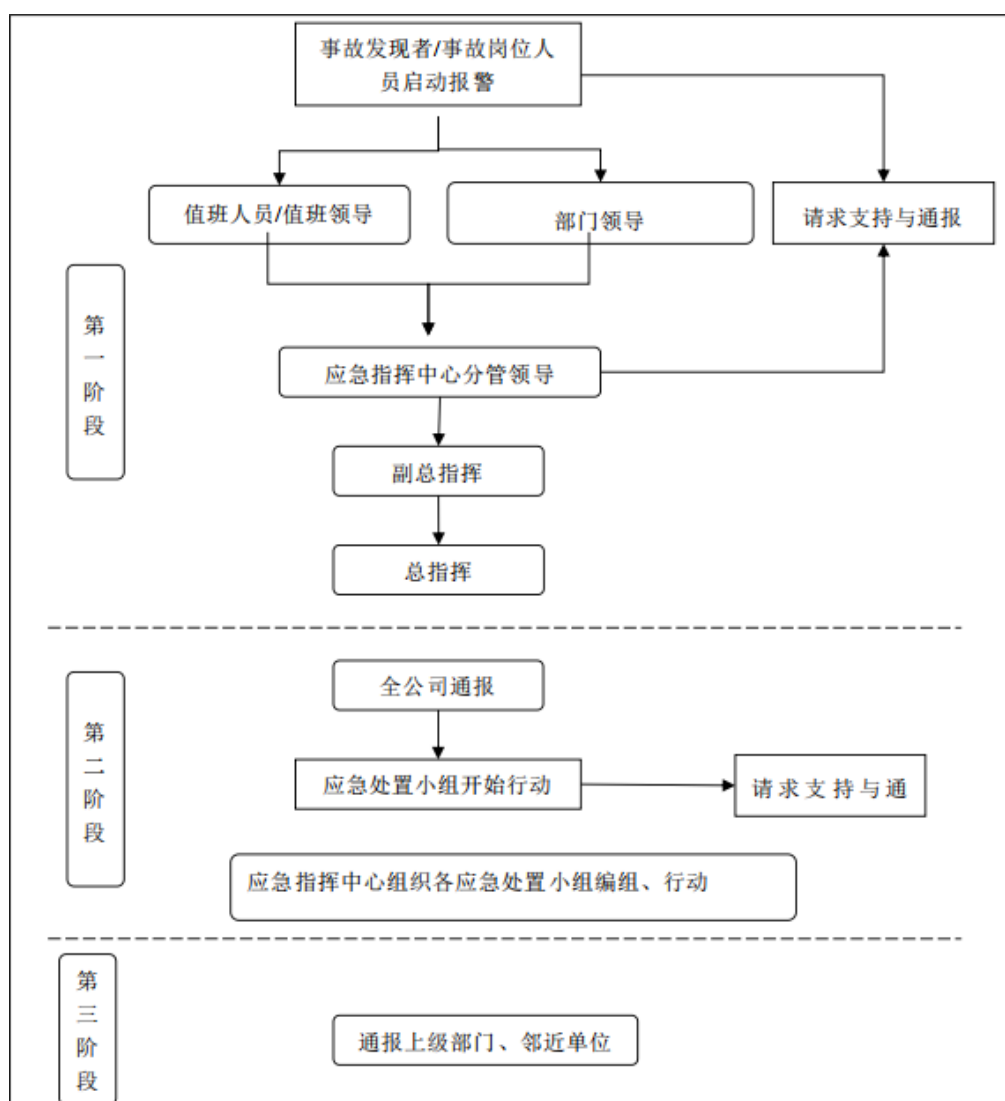 事故发现者/事故岗位人
员启动报警
值班人员/值班领导
部门领导
请求支持与通报
第
一
阶
段
应急指挥中心分管领导
副总指挥
总指挥
第
二
阶
段
全公司通报
应急处置小组开始行动
请求支持与通
应急指挥中心组织各应急处置小组编组、行动
第
三
阶
段
通报上级部门、邻近单位